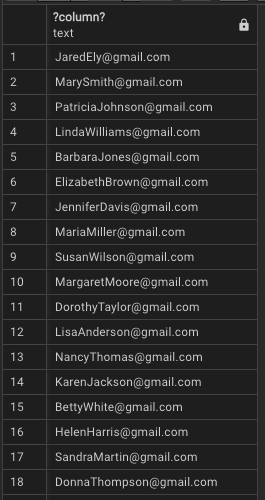 ?column?
text
1 JaredEly@gmail.com
2 MarySmith@gmail.com
3 PatriciaJohnson@gmail.com
4 LindaWilliams@gmail.com
5 BarbaraJones@gmail.com
6 ElizabethBrown@gmail.com
7 JenniferDavis@gmail.com
8 MariaMiller@gmail.com
9 SusanWilson@gmail.com
10 MargaretMoore@gmail.com
11 DorothyTaylor@gmail.com
12 LisaAnderson@gmail.com
13 NancyThomas@gmail.com
14 KarenJackson@gmail.com
15 BettyWhite@gmail.com
16 HelenHarris@gmail.com
17 SandraMartin@gmail.com
18 DonnaThompson@gmail.com